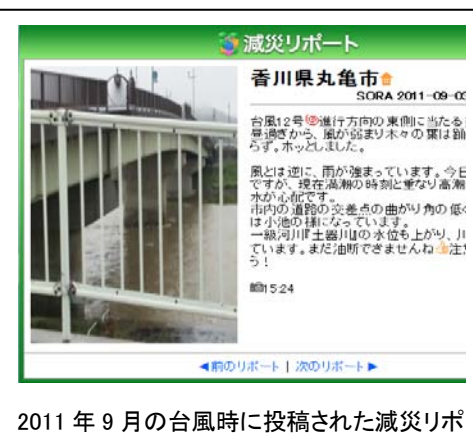 減災リポート
香川県丸亀市
SORA 2011-09-03
台風12号 進行方向の東側に当たる
昼過ぎから、風が弱まり木々の葉は
らず。ホッとしました。
風とは逆に、雨が強まっています。今日
ですが、現在満潮の時刻と重なり高潮
水が心配です。
市内の道路の交差点の曲がり角の低
は小池の様になっています。
一級河川『土器川』の水位も上がり、川
ています。まだ油断できませんね 注意
う！
15:24
◀前のリポート | 次のリポート▶
2011 年 9 月の台風時に投稿された減災リポ